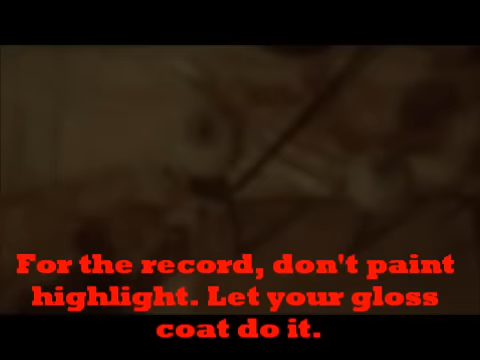 For the record, don't paint
highlight. Let your gloss
coat do it.